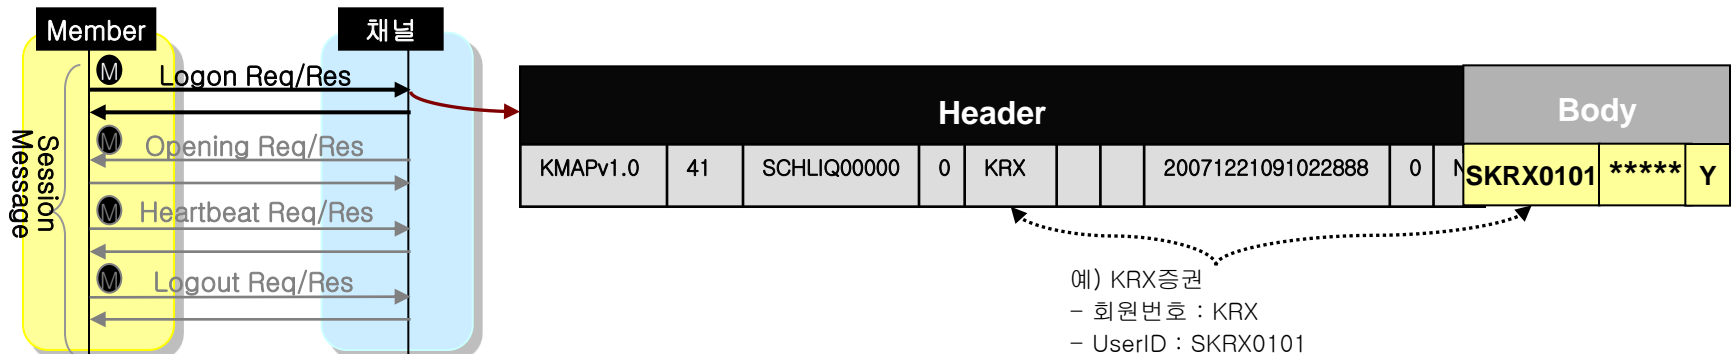 Member
채널
M
Logon Req/Res
M
Opening Req/Res
M
Heartbeat Req/Res
M
Logout Req/Res
Session
Message
Header
Body
KMAPv1.0 41 SCHLIQ00000 0 KRX 20071221091022888 0 N
SKRX0101 ***** Y
예) KRX증권
- 회원번호 : KRX
- UserID : SKRX0101